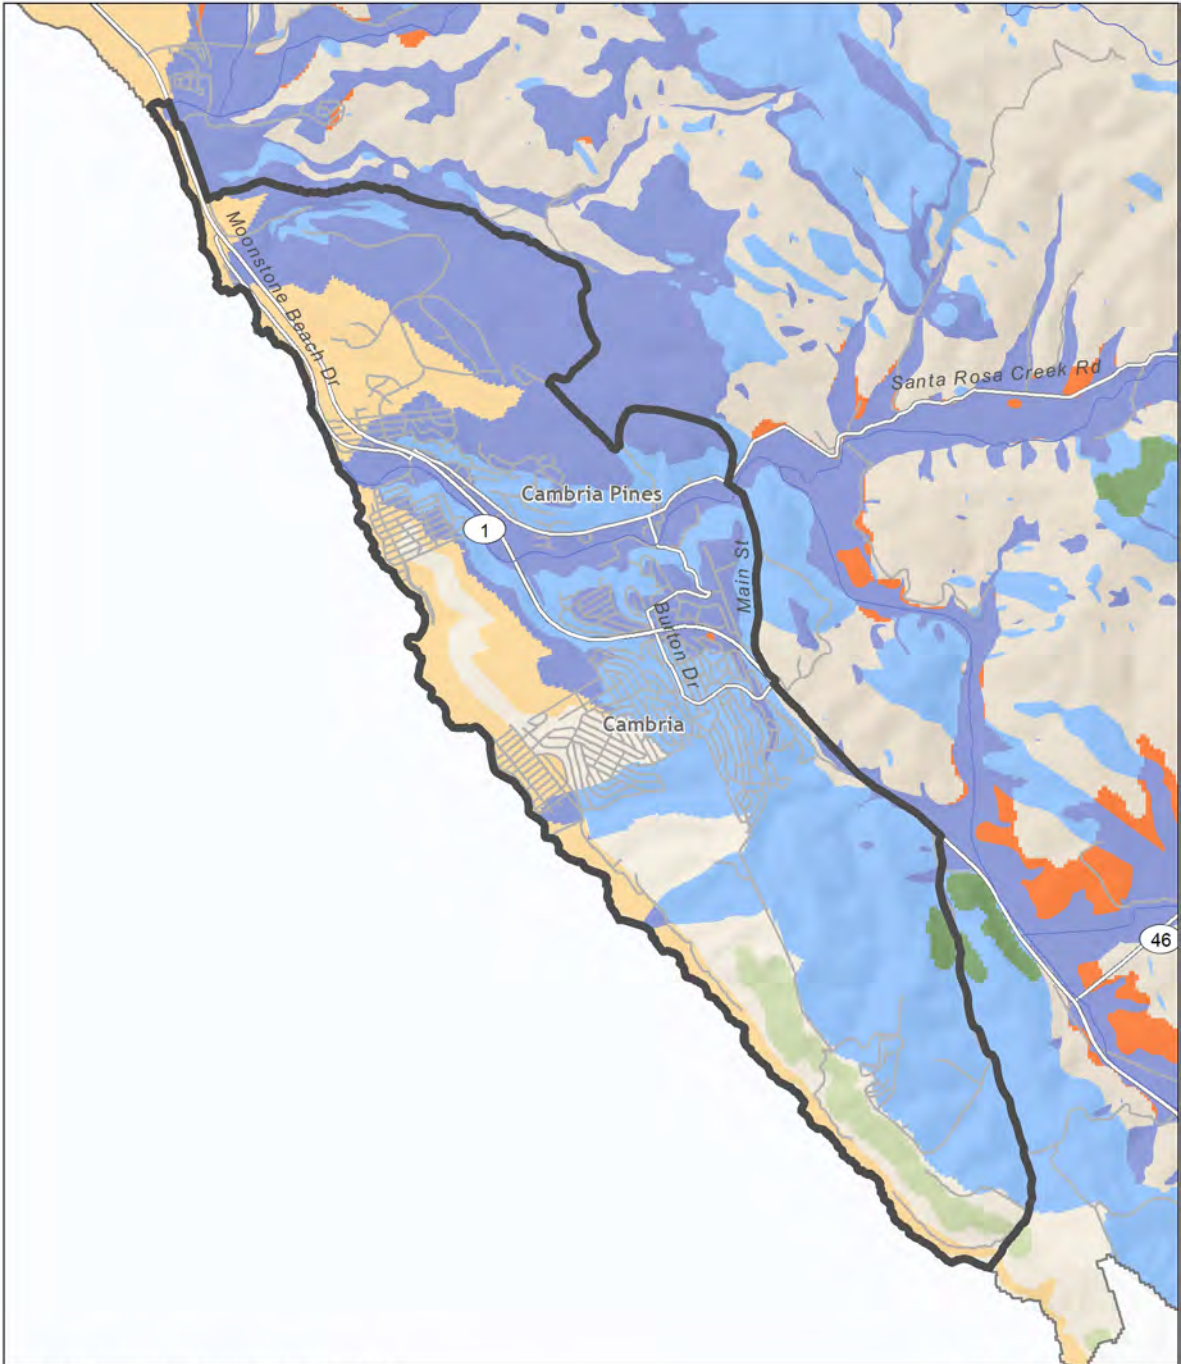 Moonstone Beach Dr
Santa Rosa Creek Rd
Cambria Pines
1
Main St
Burton Dr
Cambria
46